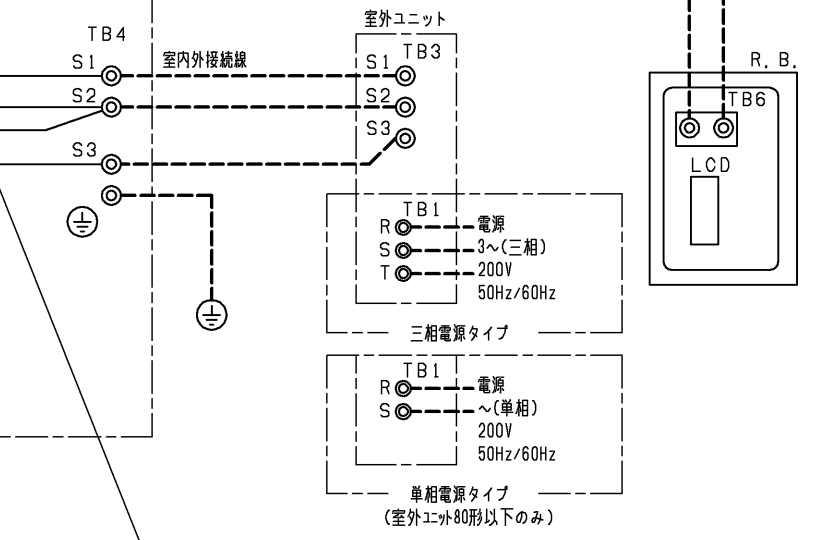 室外ユニット
TB4
TB3
S1
室内外接続線
S1
S2
S2
S3
S3
R. B.
TB6
LCD
TB1
R
電源
S
3～(三相)
T
200V
50Hz/60Hz
三相電源タイプ
TB1
R
電源
S
～(単相)
200V
50Hz/60Hz
単相電源タイプ
(室外ユニット80形以下のみ)